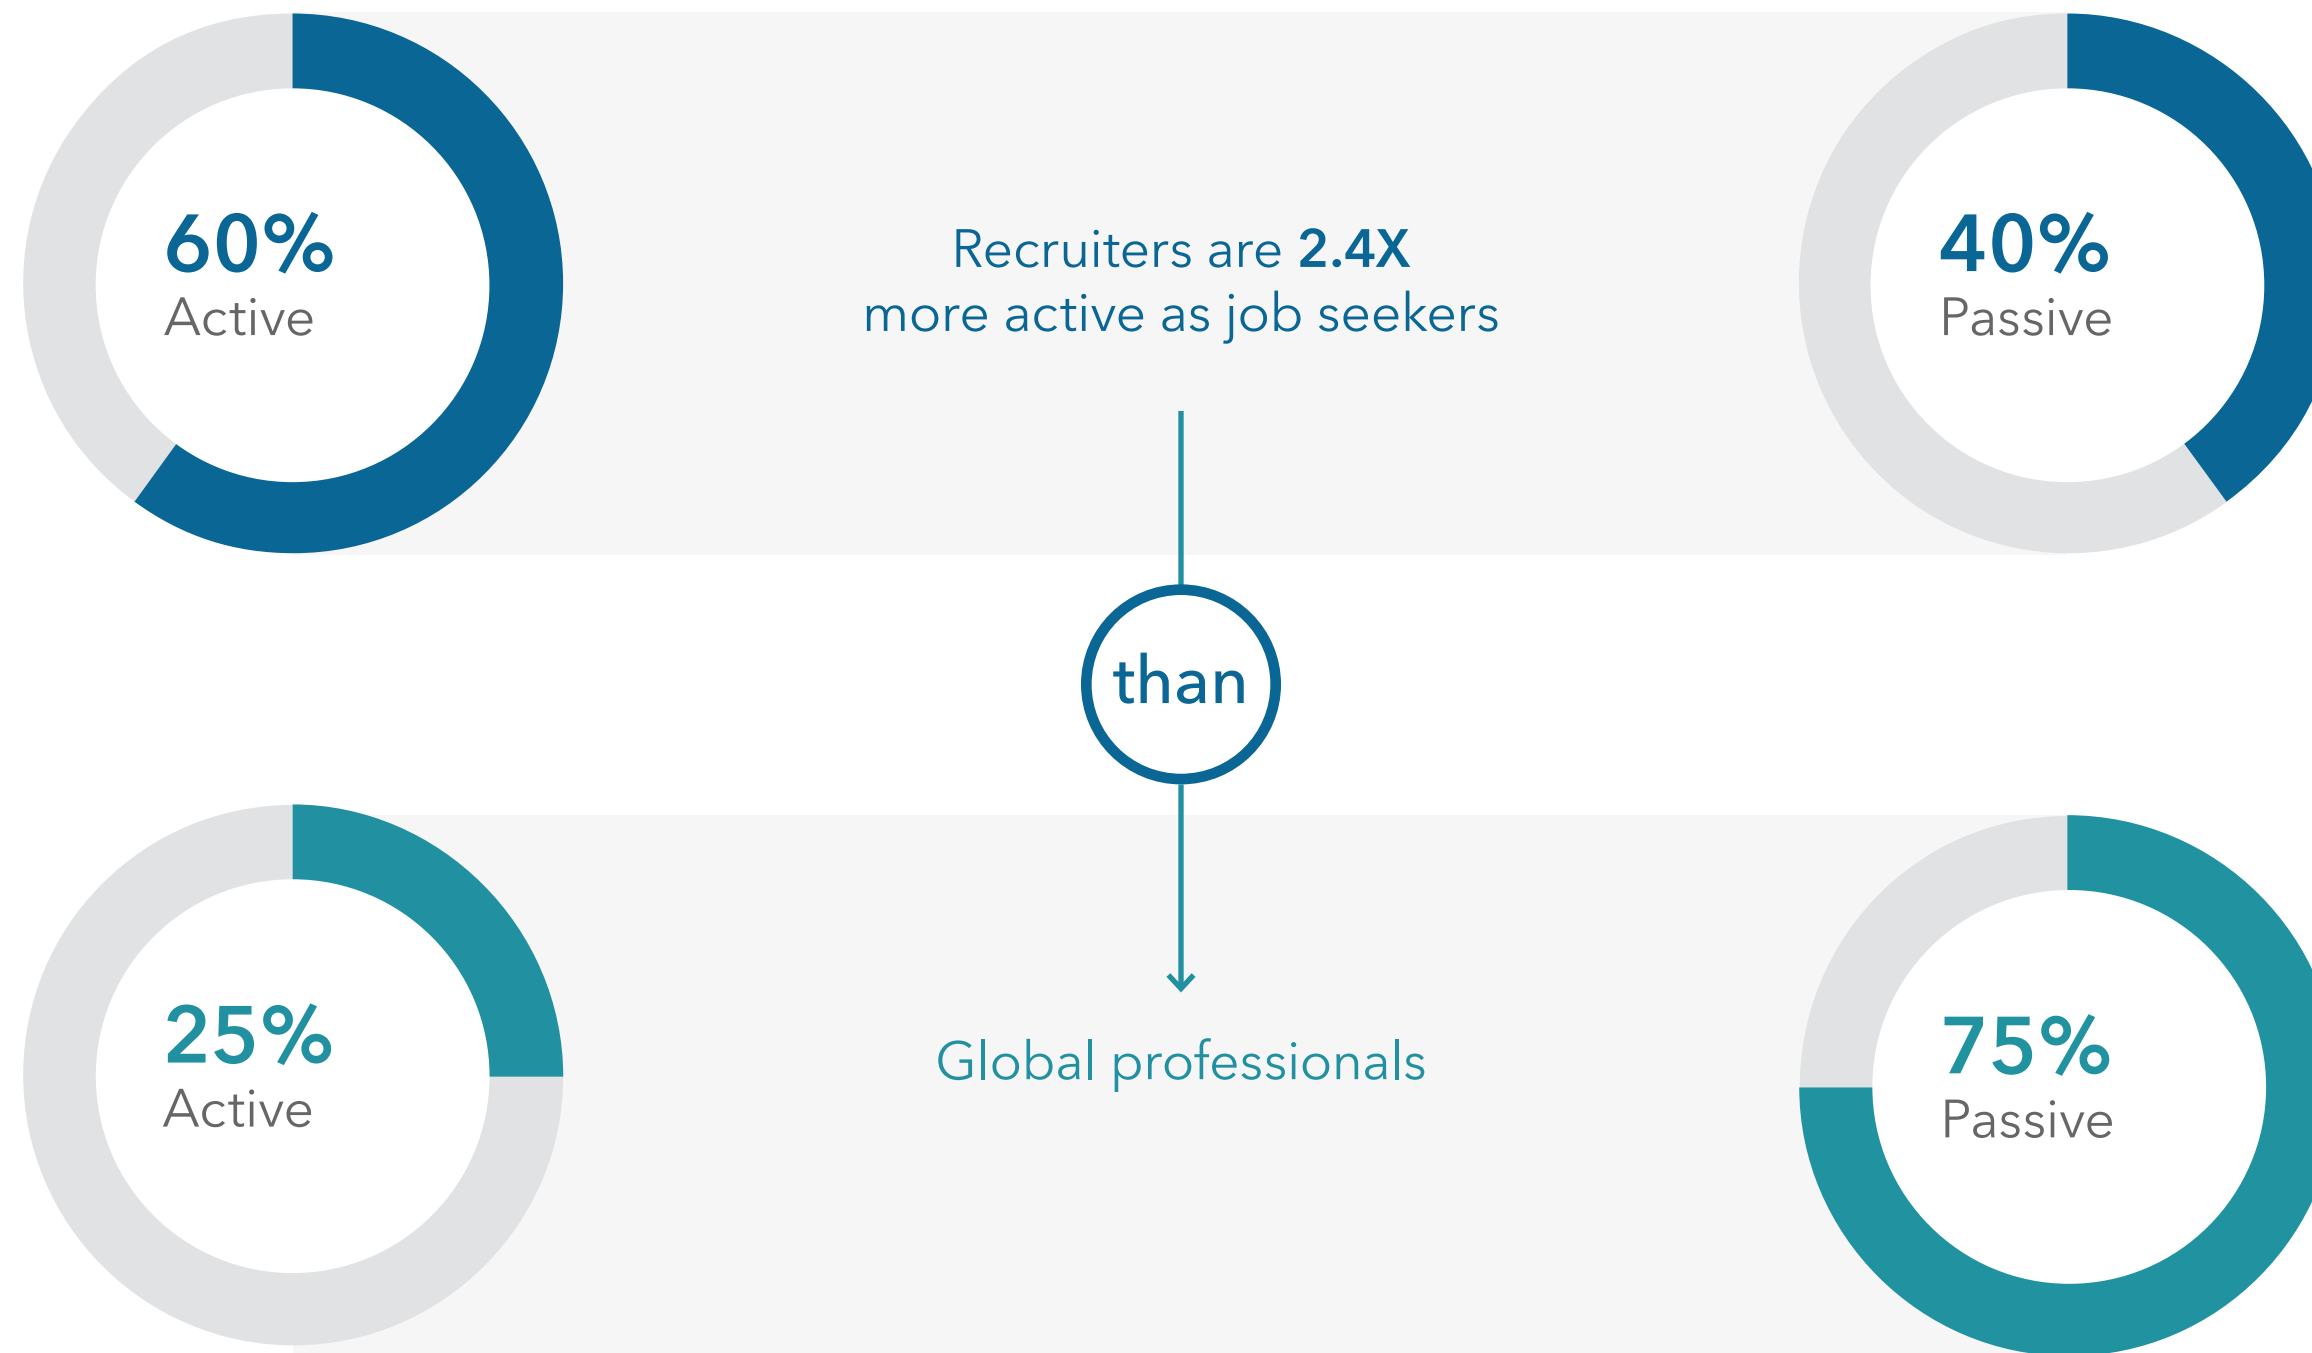 60%
Active
Recruiters are 2.4X
more active as job seekers
40%
Passive
than
25%
Active
Global professionals
75%
Passive